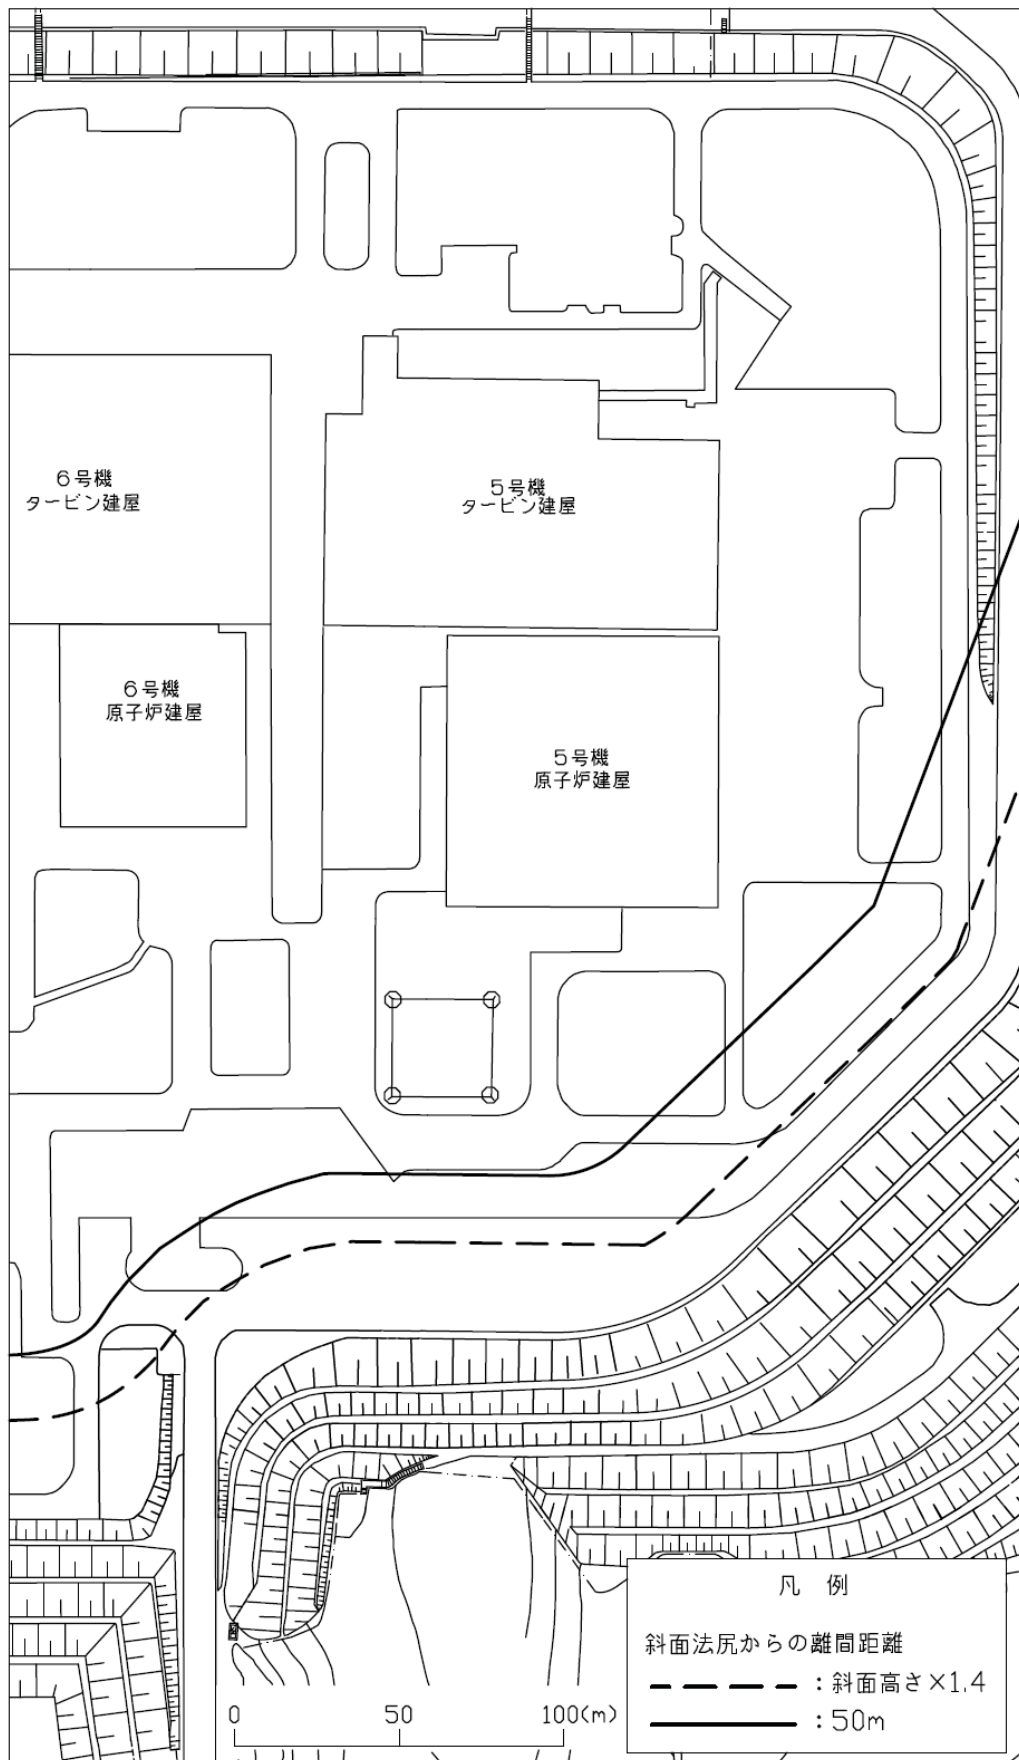 6号機
タービン建屋
5号機
タービン建屋
6号機
原子炉建屋
5号機
原子炉建屋
凡 例
斜面法尻からの離間距離
:斜面高さ×1.4
:50m
0 50 100(m)